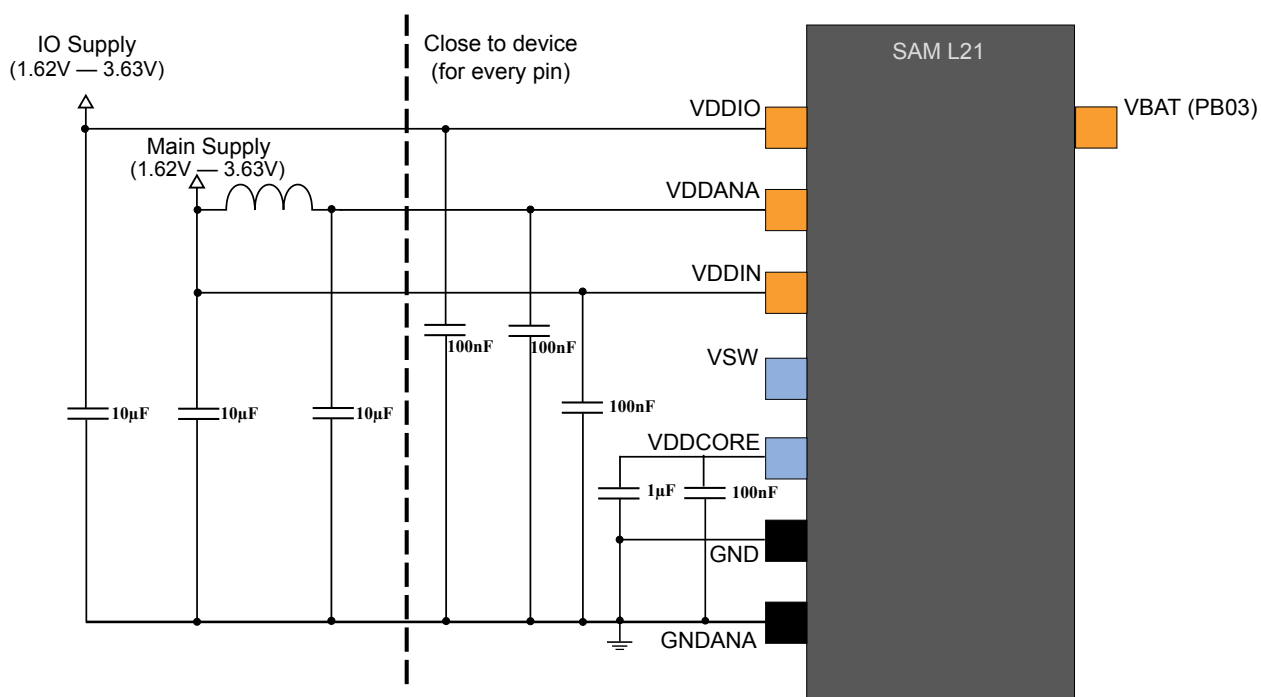 IO Supply
(1.62V — 3.63V)
Close to device
(for every pin)
SAM L21
VDDIO
VBAT (PB03)
Main Supply
(1.62V — 3.63V)
VDDANA
VDDIN
100nF
100nF
VSW
10µF
10µF
10µF
100nF
VDDCORE
1µF
100nF
GND
GNDANA